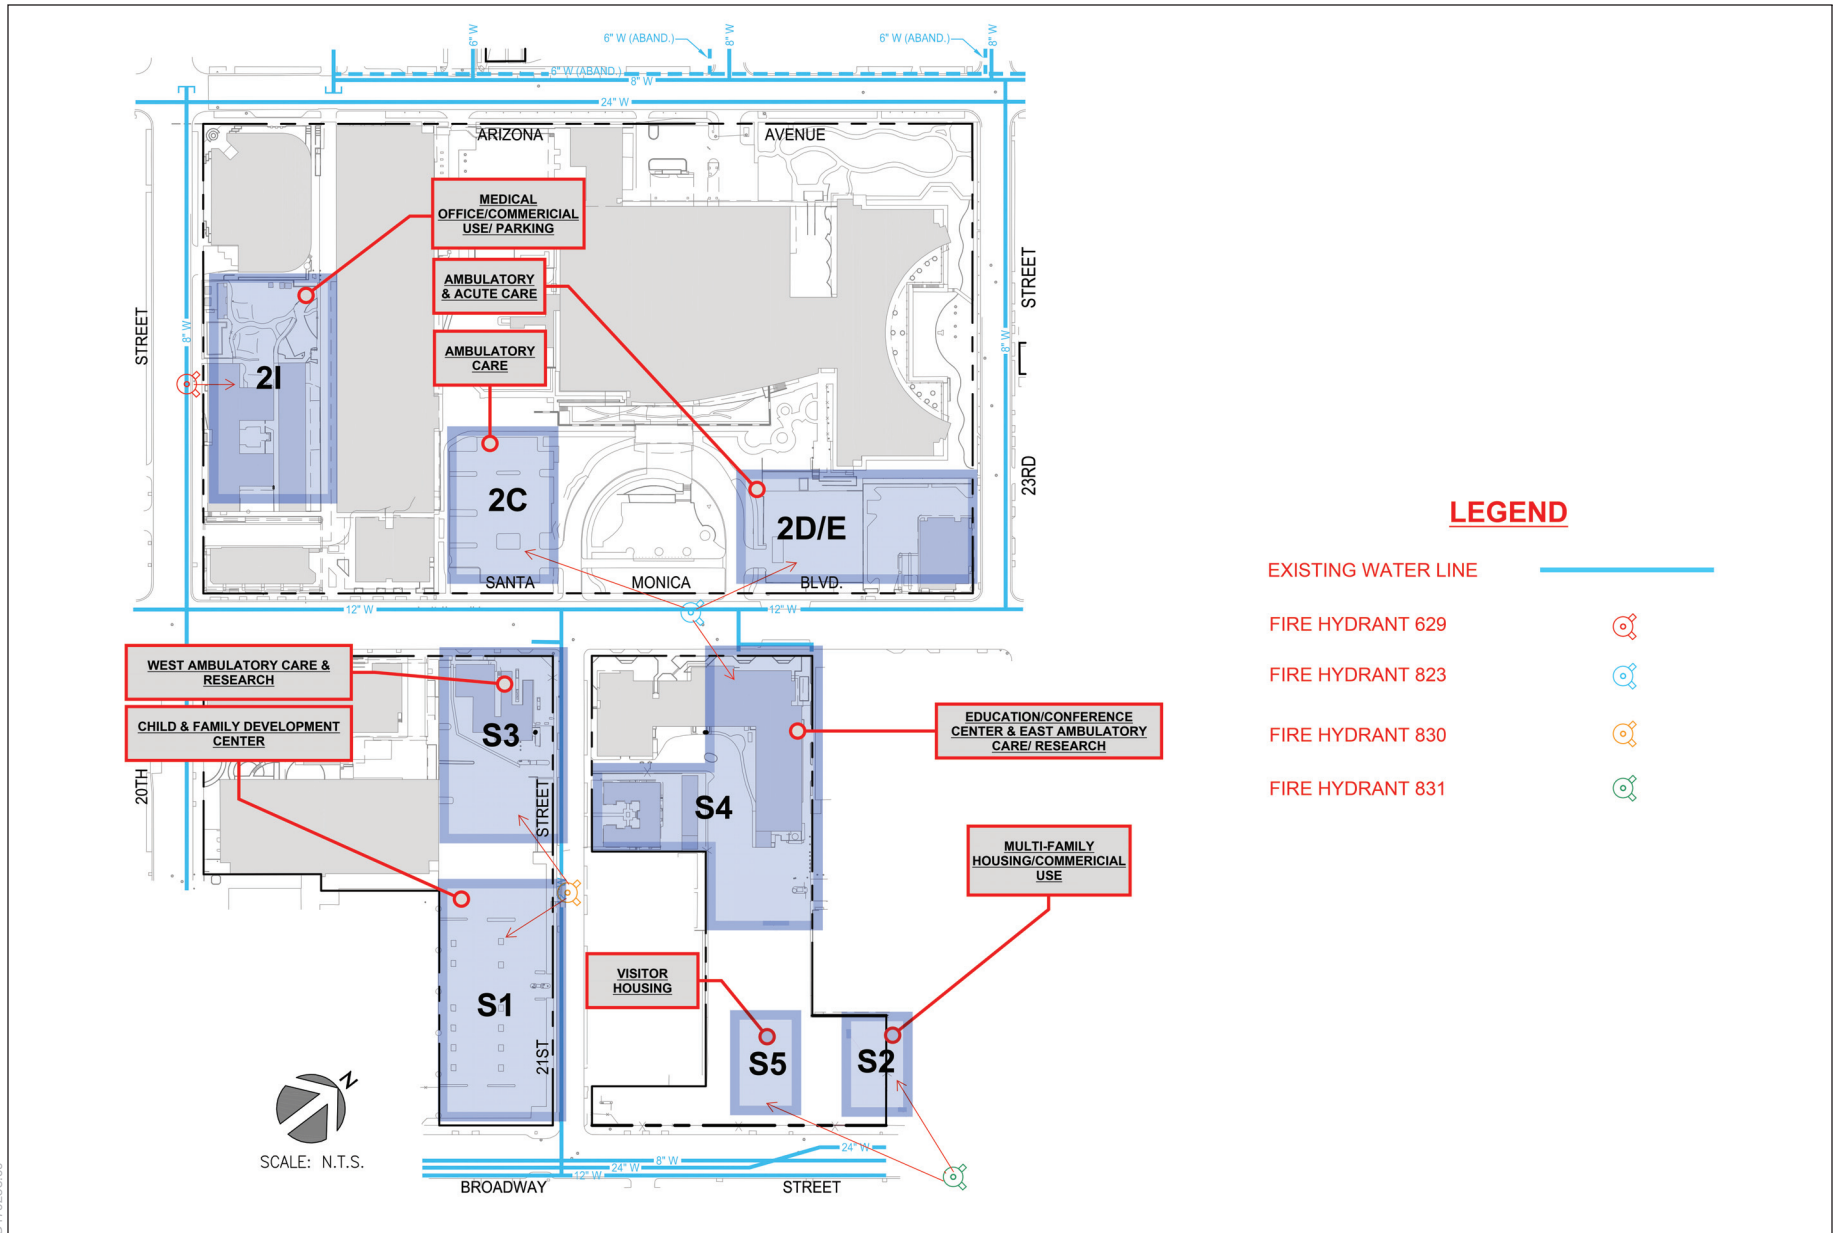 6" W
6" W (ABAND.)
8" W
6" W (ABAND.)
8" W
6" W (ABAND.)
8" W
24" W
ARIZONA AVENUE
MEDICAL
OFFICE/COMMERICIAL
USE/ PARKING
AMBULATORY
& ACUTE CARE
AMBULATORY
CARE
STREET
8" W
2I
8" W
STREET
23RD
2C
2D/E
SANTA MONICA BLVD.
12" W
12" W
LEGEND
EXISTING WATER LINE
FIRE HYDRANT 629
FIRE HYDRANT 823
FIRE HYDRANT 830
FIRE HYDRANT 831
WEST AMBULATORY CARE &
RESEARCH
CHILD & FAMILY DEVELOPMENT
CENTER
EDUCATION/CONFERENCE
CENTER & EAST AMBULATORY
CARE/ RESEARCH
S3
20TH
STREET
S4
MULTI-FAMILY
HOUSING/COMMERICIAL
USE
VISITOR
HOUSING
S1
21ST
S5
S2
N
SCALE: N.T.S.
24" W
8" W
24" W
12" W
BROADWAY STREET